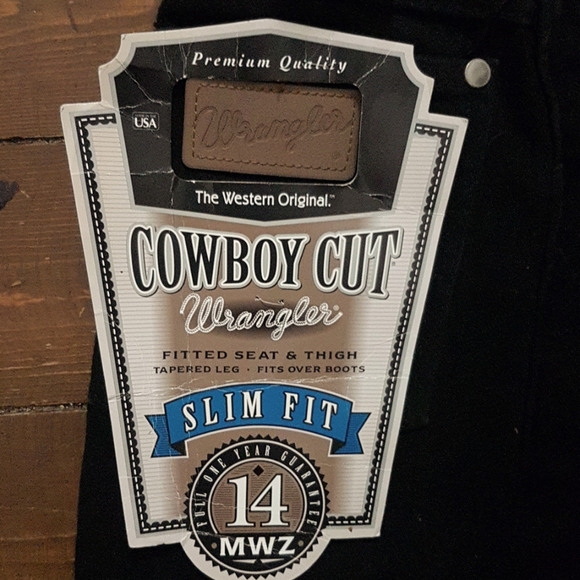 Premium Quality
Wrangler
USA
The Western Original.™
COWBOY CUT®
Wrangler®
FITTED SEAT & THIGH
TAPERED LEG · FITS OVER BOOTS
SLIM FIT
FULL ONE YEAR GUARANTEE
14
MWZ